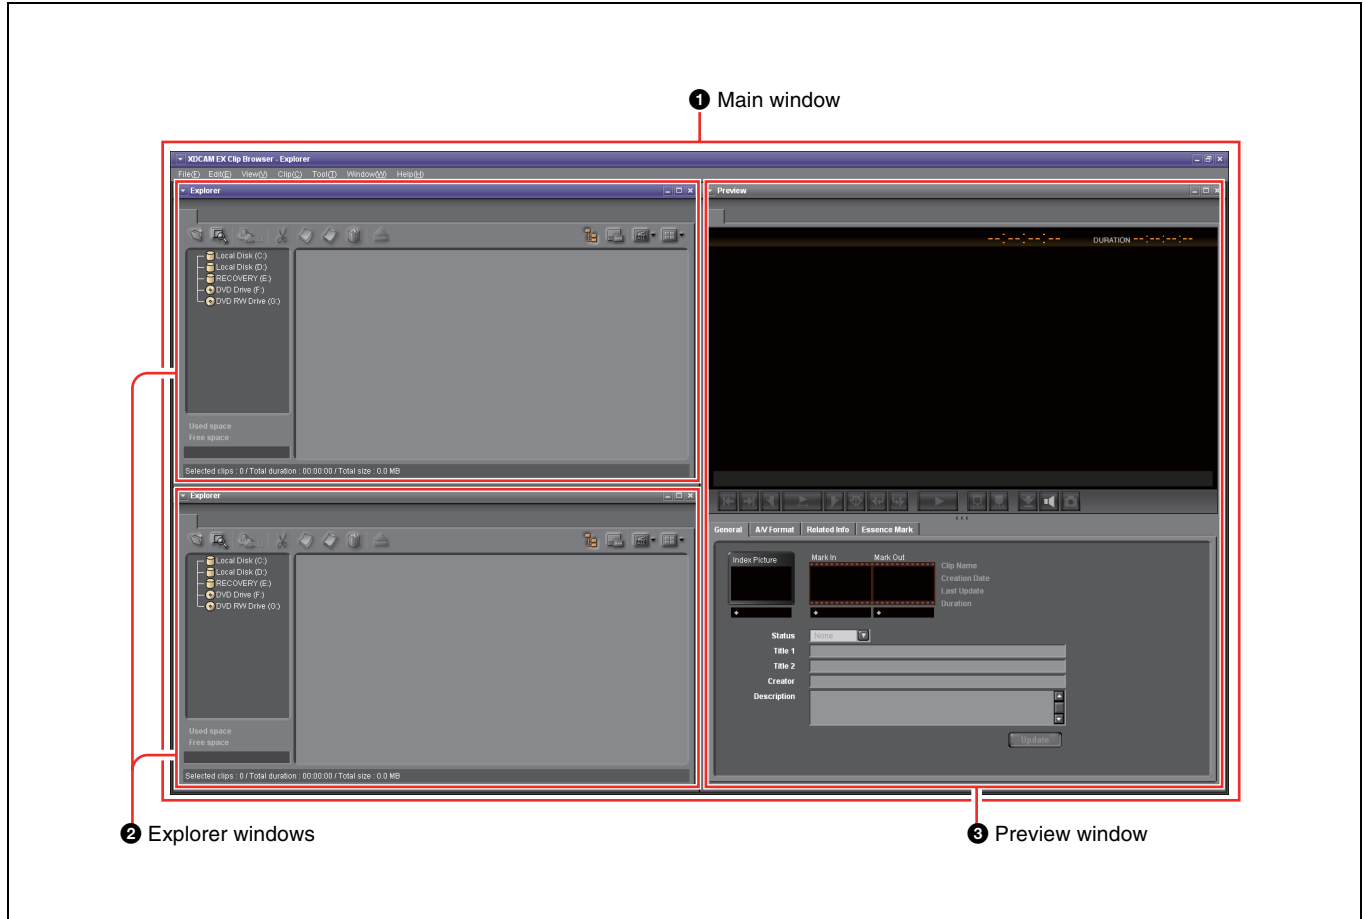 ❶ Main window
XDCAM EX Clip Browser - Explorer
File(F) Edit(E) View(V) Clip(C) Tool(T) Window(W) Help(H)
Explorer
Local Disk (C:)
Local Disk (D:)
RECOVERY (E:)
DVD Drive (F:)
DVD RW Drive (G:)
Used space
Free space
Selected clips : 0 / Total duration : 00:00:00 / Total size : 0.0 MB
Explorer
Local Disk (C:)
Local Disk (D:)
RECOVERY (E:)
DVD Drive (F:)
DVD RW Drive (G:)
Used space
Free space
Selected clips : 0 / Total duration : 00:00:00 / Total size : 0.0 MB
Preview
--:--:--:-- DURATION --:--:--:--
General A/V Format Related Info Essence Mark
Index Picture Mark In Mark Out
Clip Name
Creation Date
Last Update
Duration
Status None
Title 1
Title 2
Creator
Description
Update
❷ Explorer windows
❸ Preview window